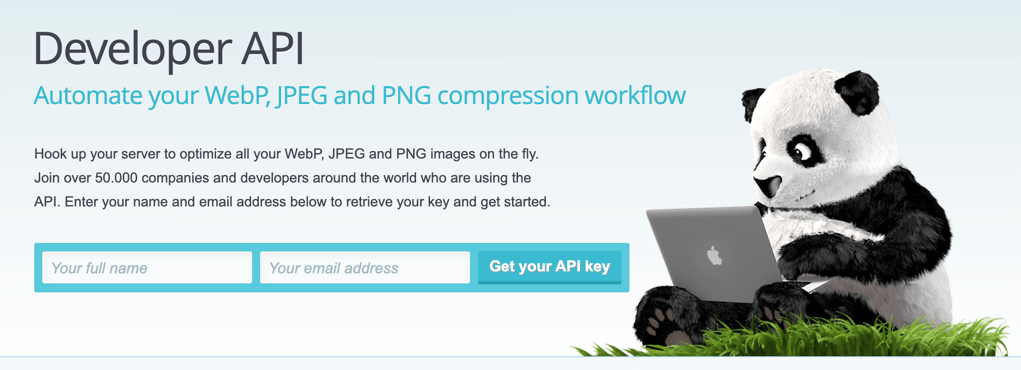 Developer API
Automate your WebP, JPEG and PNG compression workflow
Hook up your server to optimize all your WebP, JPEG and PNG images on the fly.
Join over 50.000 companies and developers around the world who are using the
API. Enter your name and email address below to retrieve your key and get started.
Your full name
Your email address
Get your API key